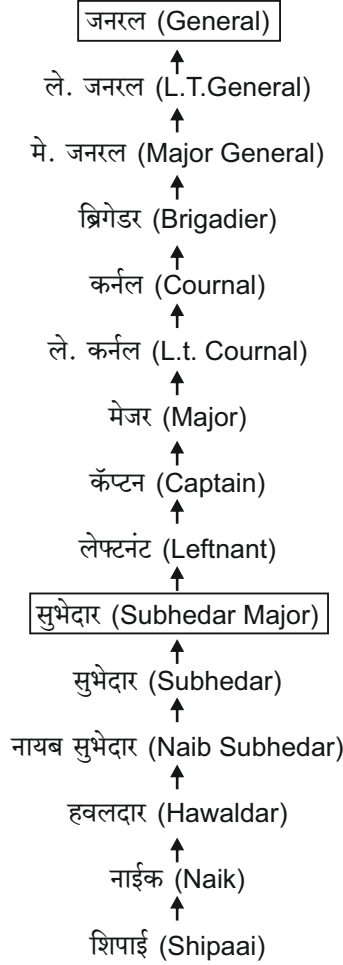 जनरल (General)
ले. जनरल (L.T.General)
मे. जनरल (Major General)
ब्रिगेडर (Brigadier)
कर्नल (Cournal)
ले. कर्नल (L.t. Cournal)
मेजर (Major)
कॅप्टन (Captain)
लेफ्टनंट (Leftnant)
सुभेदार (Subhedar Major)
सुभेदार (Subhedar)
नायब सुभेदार (Naib Subhedar)
हवलदार (Hawaldar)
नाईक (Naik)
शिपाई (Shipaai)